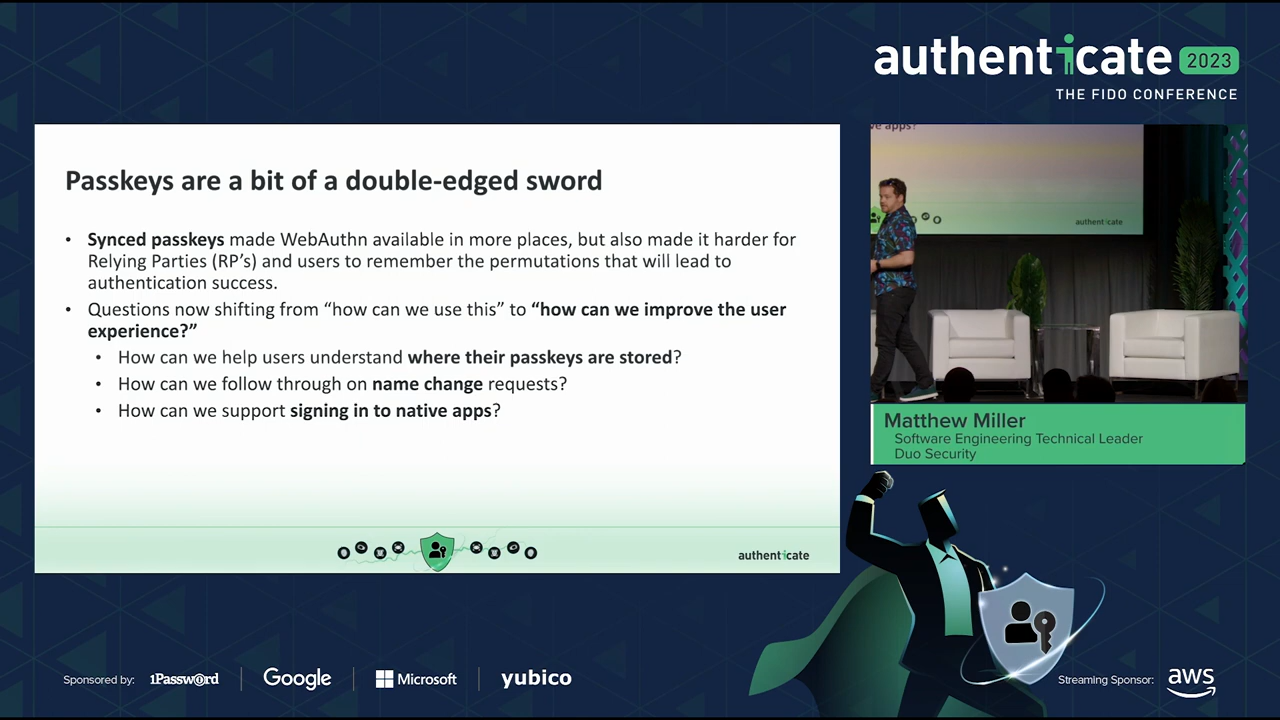 authenticate 2023
THE FIDO CONFERENCE
Passkeys are a bit of a double-edged sword
• Synced passkeys made WebAuthn available in more places, but also made it harder for
Relying Parties (RP’s) and users to remember the permutations that will lead to
authentication success.
• Questions now shifting from “how can we use this” to “how can we improve the user
experience?”
• How can we help users understand where their passkeys are stored?
• How can we follow through on name change requests?
• How can we support signing in to native apps?
authenticate
ve apps?
authenticate
Matthew Miller
Software Engineering Technical Leader
Duo Security
Sponsored by: 1Password Google Microsoft yubico
Streaming Sponsor: aws